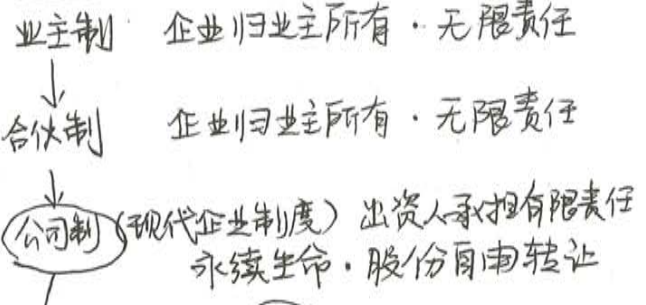 业主制 企业归业主所有·无限责任
↓
合伙制 企业归业主所有·无限责任
↓
公司制(现代企业制度) 出资人承担有限责任
永续生命·股份自由转让